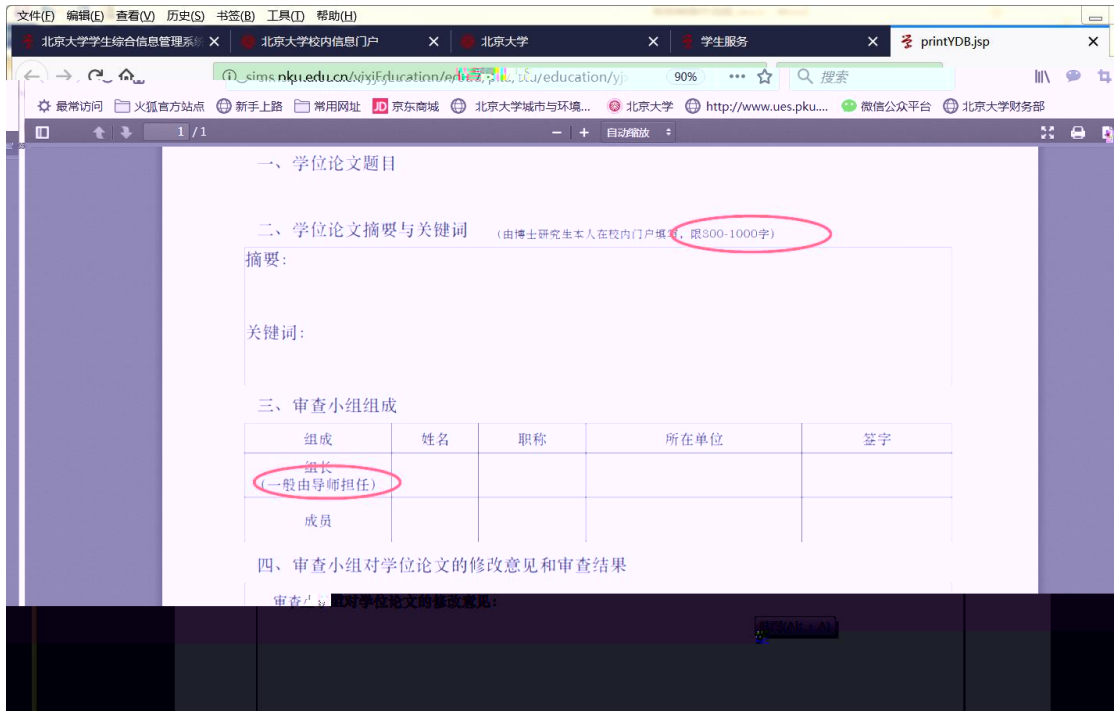 文件(F) 编辑(E) 查看(V) 历史(S) 书签(B) 工具(T) 帮助(H)
北京大学学生综合信息管理系统 北京大学校内信息门户 北京大学 学生服务 printYDB.jsp
90% 搜索
最常访问 火狐官方站点 新手上路 常用网址 JD 京东商城 北京大学城市与环境... 北京大学 http://www.ues.pku.... 微信公众平台 北京大学财务部
1 / 1 − + 自动缩放
一、学位论文题目
二、学位论文摘要与关键词 (由博士研究生本人在校内门户填写，限800-1000字)
摘要:
关键词:
三、审查小组组成
组成 姓名 职称 所在单位 签字
组长
(一般由导师担任)
成员
四、审查小组对学位论文的修改意见和审查结果
审查小组对学位论文的修改意见: